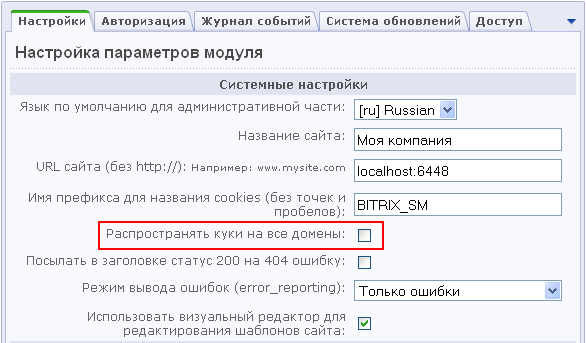 Настройки Авторизация Журнал событий Система обновлений Доступ
Настройка параметров модуля
Системные настройки
Язык по умолчанию для административной части: [ru] Russian
Название сайта: Моя компания
URL сайта (без http://): Например: www.mysite.com localhost:6448
Имя префикса для названия cookies (без точек и
пробелов): BITRIX_SM
Распространять куки на все домены:
Посылать в заголовке статус 200 на 404 ошибку:
Режим вывода ошибок (error_reporting): Только ошибки
Использовать визуальный редактор для
редактирования шаблонов сайта: